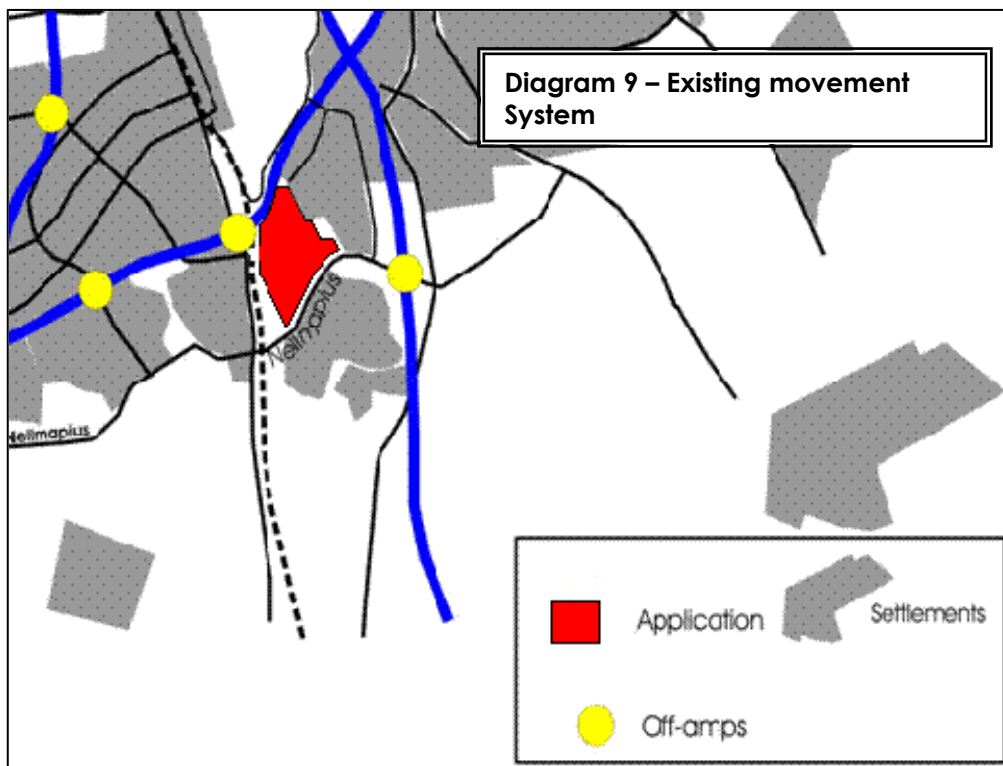 Diagram 9 – Existing movement
System
Nellmapius
Nellmapius
Application
Settlements
Off-amps